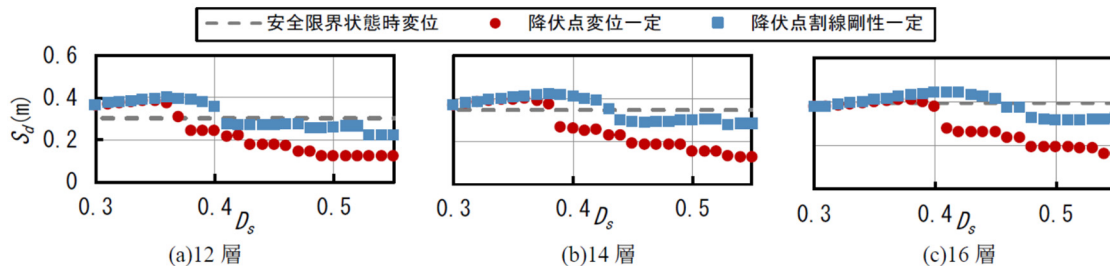 安全限界状態時変位 降伏点変位一定 降伏点割線剛性一定
0.6
0.4
0.2
0
S_d(m)
0.3 0.4 D_s 0.5
0.3 0.4 D_s 0.5
0.3 0.4 D_s 0.5
(a)12 層 (b)14 層 (c)16 層